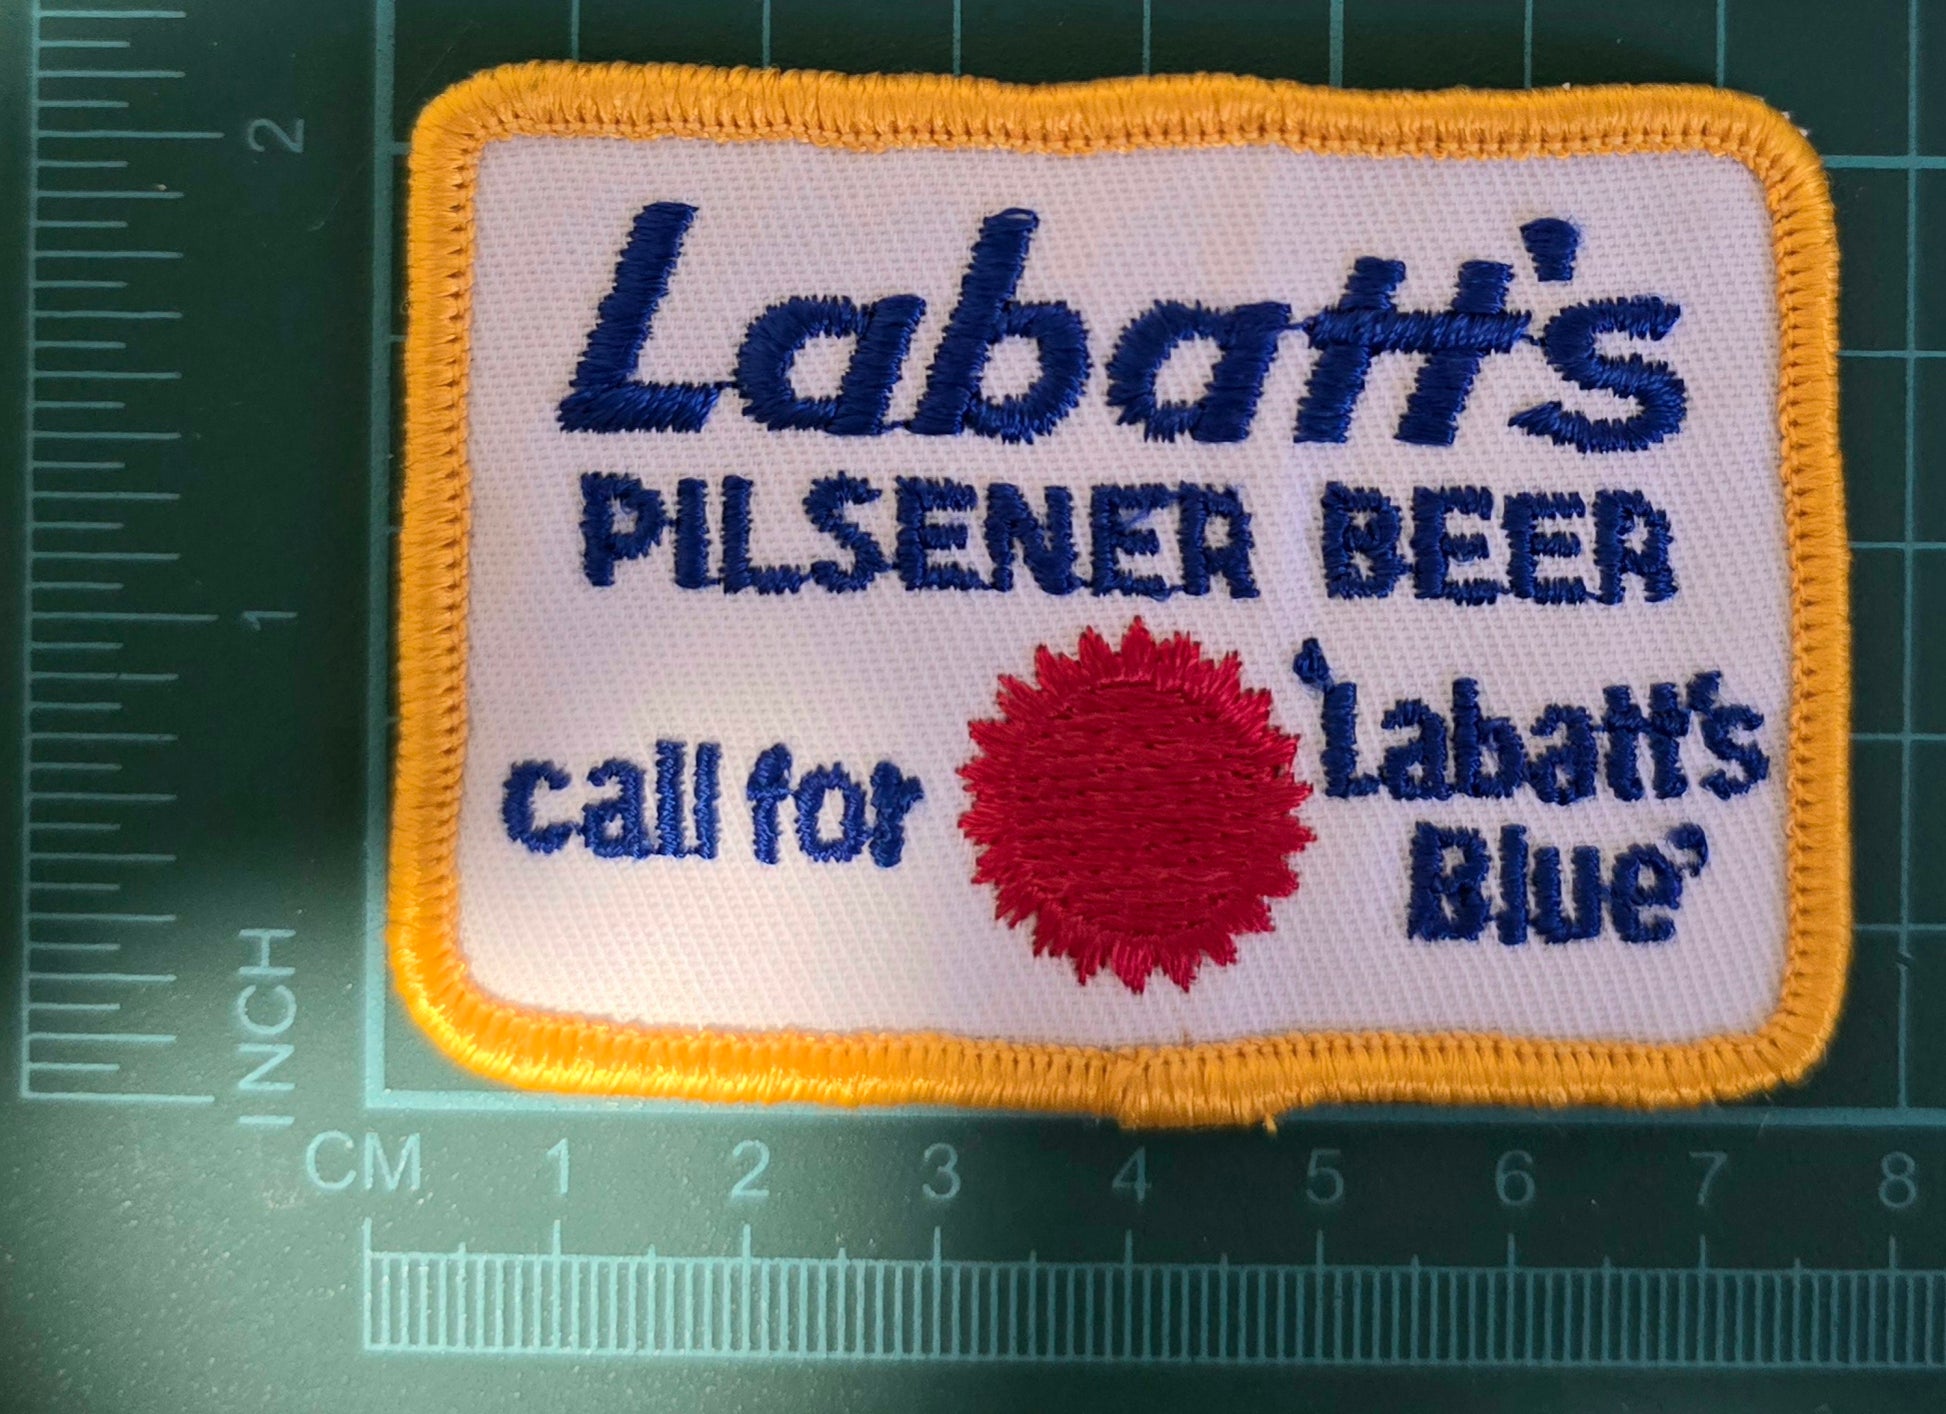 Labatt's
PILSENER BEER
call for
'Labatt's
Blue'
2
1
INCH
CM 1 2 3 4 5 6 7 8